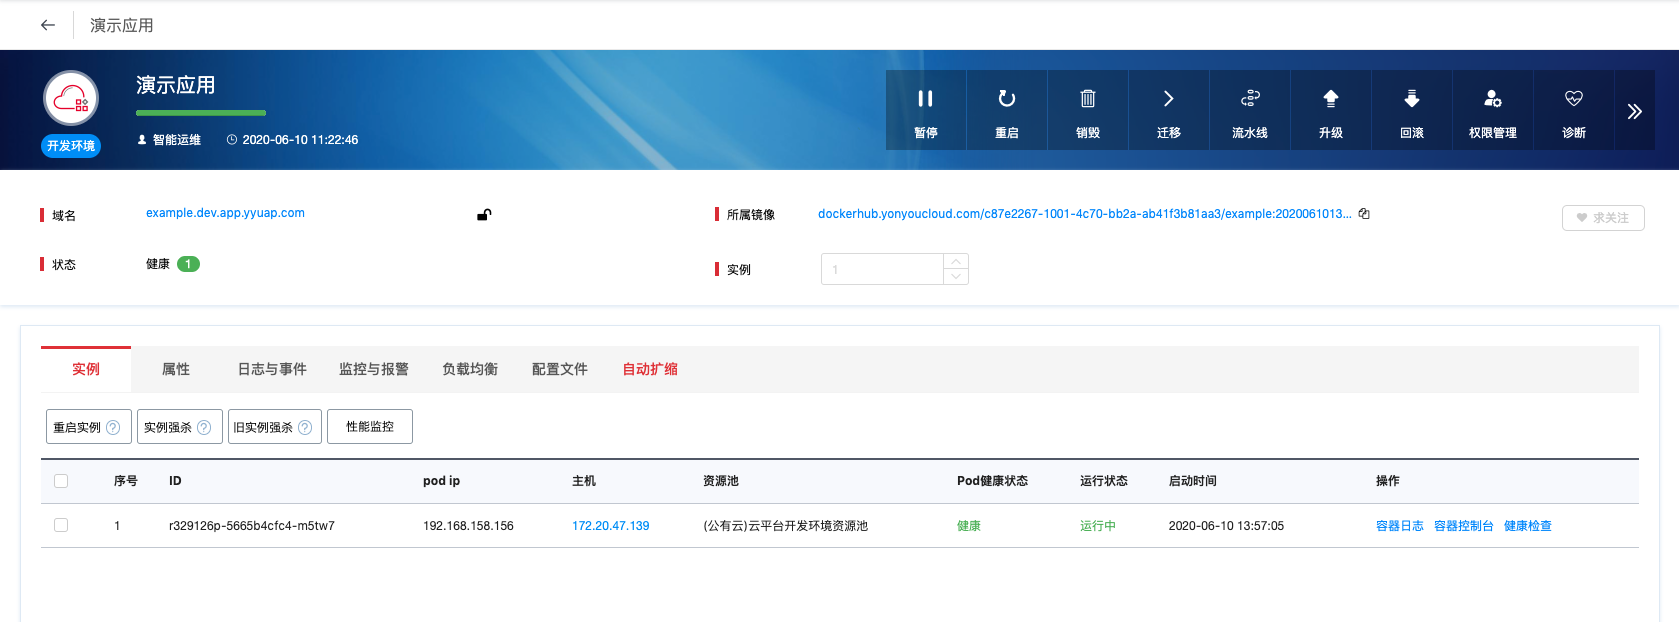 演示应用
演示应用
开发环境
智能运维 2020-06-10 11:22:46
暂停 重启 销毁 迁移 流水线 升级 回滚 权限管理 诊断
域名 example.dev.app.yyuap.com
所属镜像 dockerhub.yonyoucloud.com/c87e2267-1001-4c70-bb2a-ab41f3b81aa3/example:2020061013...
求关注
状态 健康 1
实例 1
实例 属性 日志与事件 监控与报警 负载均衡 配置文件 自动扩缩
重启实例 ? 实例强杀 ? 旧实例强杀 ? 性能监控
序号 ID pod ip 主机 资源池 Pod健康状态 运行状态 启动时间 操作
1 r329126p-5665b4cfc4-m5tw7 192.168.158.156 172.20.47.139 (公有云)云平台开发环境资源池 健康 运行中 2020-06-10 13:57:05 容器日志 容器控制台 健康检查